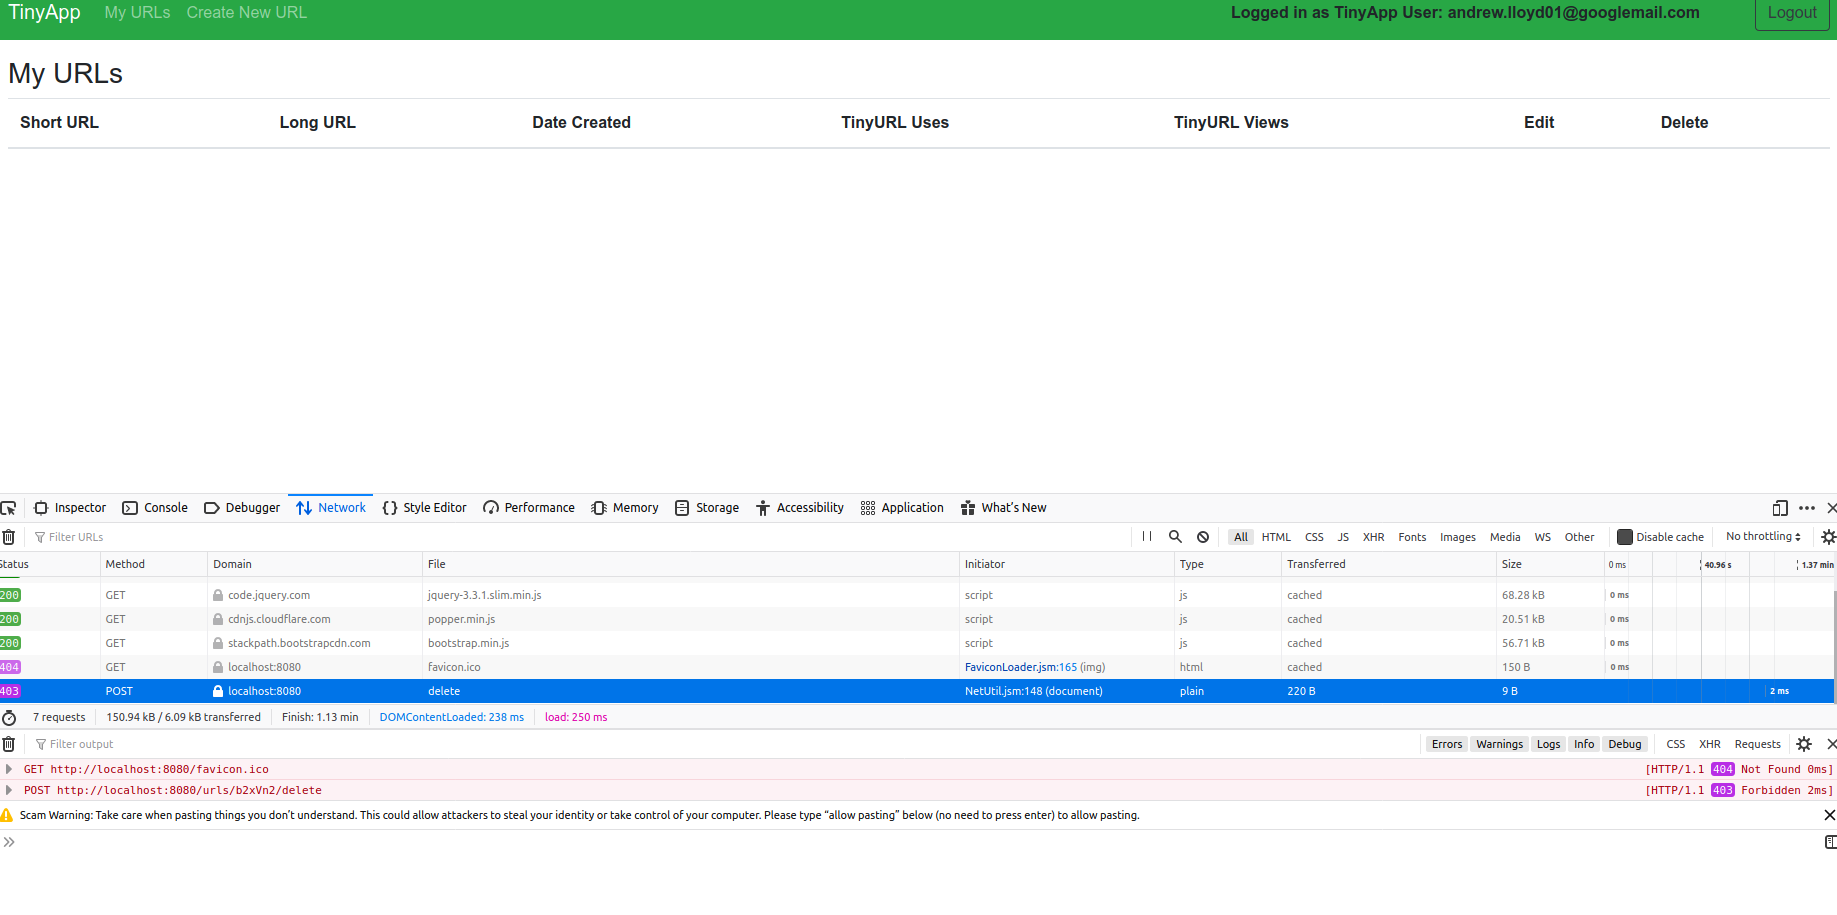 TinyApp My URLs Create New URL Logged in as TinyApp User: andrew.lloyd01@googlemail.com Logout
My URLs
Short URL Long URL Date Created TinyURL Uses TinyURL Views Edit Delete
Inspector Console Debugger Network Style Editor Performance Memory Storage Accessibility Application What's New
Filter URLs All HTML CSS JS XHR Fonts Images Media WS Other Disable cache No throttling
Status Method Domain File Initiator Type Transferred Size 0 ms 40.96 s 1.37 min
200 GET code.jquery.com jquery-3.3.1.slim.min.js script js cached 68.28 kB 0 ms
200 GET cdnjs.cloudflare.com popper.min.js script js cached 20.51 kB 0 ms
200 GET stackpath.bootstrapcdn.com bootstrap.min.js script js cached 56.71 kB 0 ms
404 GET localhost:8080 favicon.ico FaviconLoader.jsm:165 (img) html cached 150 B 0 ms
403 POST localhost:8080 delete NetUtil.jsm:148 (document) plain 220 B 9 B 2 ms
7 requests 150.94 kB / 6.09 kB transferred Finish: 1.13 min DOMContentLoaded: 238 ms load: 250 ms
Filter output Errors Warnings Logs Info Debug CSS XHR Requests
GET http://localhost:8080/favicon.ico [HTTP/1.1 404 Not Found 0ms]
POST http://localhost:8080/urls/b2xVn2/delete [HTTP/1.1 403 Forbidden 2ms]
Scam Warning: Take care when pasting things you don't understand. This could allow attackers to steal your identity or take control of your computer. Please type “allow pasting” below (no need to press enter) to allow pasting.